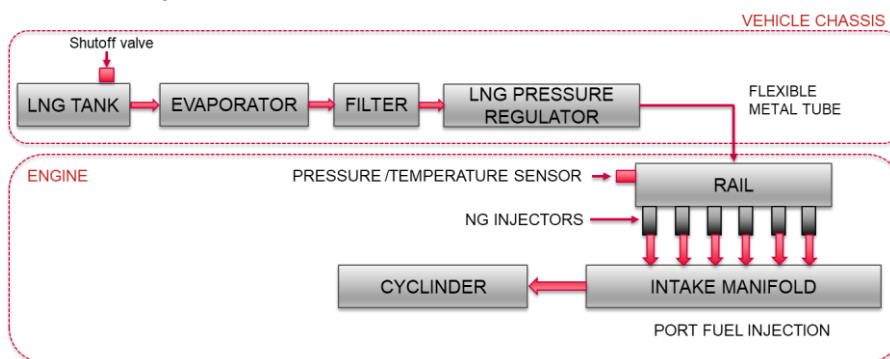 VEHICLE CHASSIS
Shutoff valve
LNG TANK
EVAPORATOR
FILTER
LNG PRESSURE
REGULATOR
FLEXIBLE
METAL TUBE
ENGINE
PRESSURE /TEMPERATURE SENSOR
RAIL
NG INJECTORS
CYCLINDER
INTAKE MANIFOLD
PORT FUEL INJECTION